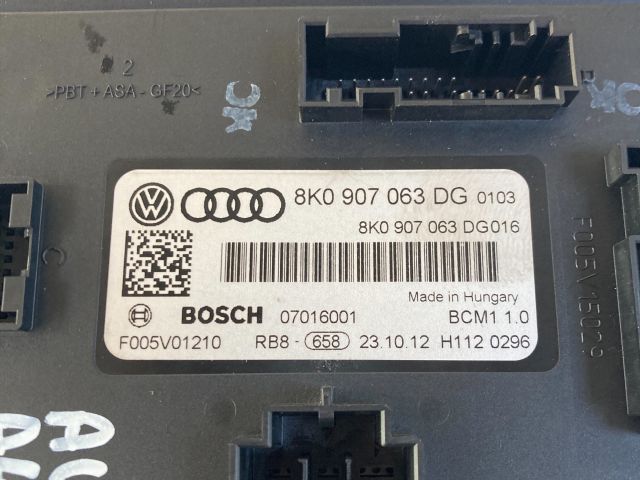 2
>PBT + ASA - GF20<
OK
8K0 907 063 DG 0103
8K0 907 063 DG016
Made in Hungary
BOSCH 07016001 BCM1 1.0
F005V01210 RB8 - 658 23.10.12 H112 0296